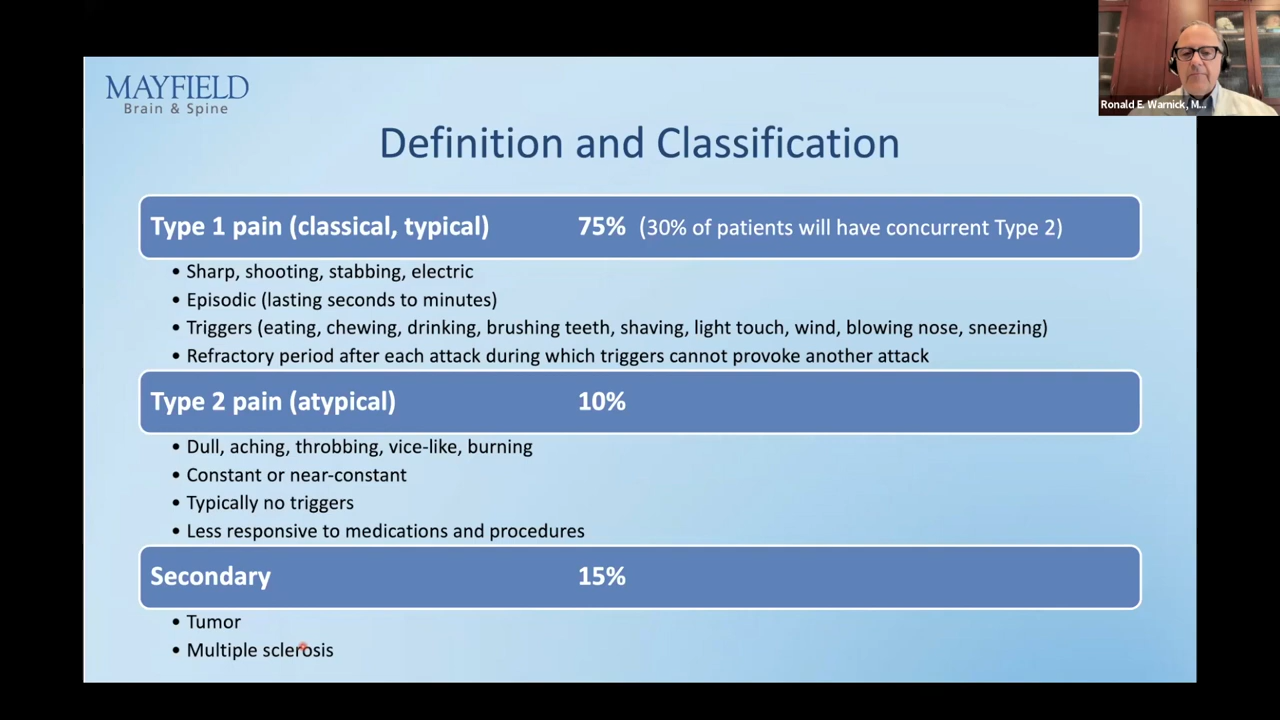 MAYFIELD
Brain & Spine
Ronald E. Warnick, M...
Definition and Classification
Type 1 pain (classical, typical) 75% (30% of patients will have concurrent Type 2)
• Sharp, shooting, stabbing, electric
• Episodic (lasting seconds to minutes)
• Triggers (eating, chewing, drinking, brushing teeth, shaving, light touch, wind, blowing nose, sneezing)
• Refractory period after each attack during which triggers cannot provoke another attack
Type 2 pain (atypical) 10%
• Dull, aching, throbbing, vice-like, burning
• Constant or near-constant
• Typically no triggers
• Less responsive to medications and procedures
Secondary 15%
• Tumor
• Multiple sclerosis